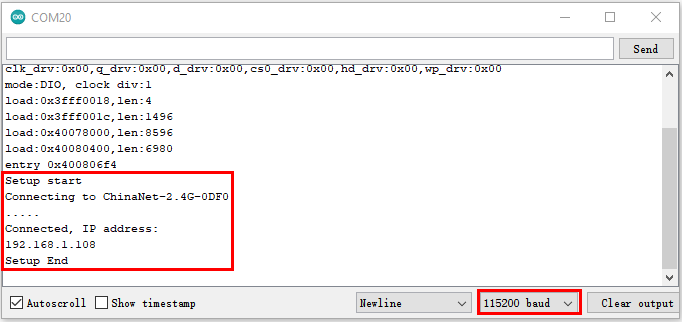 COM20
Send
clk_drv:0x00,q_drv:0x00,d_drv:0x00,cs0_drv:0x00,hd_drv:0x00,wp_drv:0x00
mode:DIO, clock div:1
load:0x3fff0018,len:4
load:0x3fff001c,len:1496
load:0x40078000,len:8596
load:0x40080400,len:6980
entry 0x400806f4
Setup start
Connecting to ChinaNet-2.4G-0DF0
.....
Connected, IP address:
192.168.1.108
Setup End
Autoscroll Show timestamp Newline 115200 baud Clear output